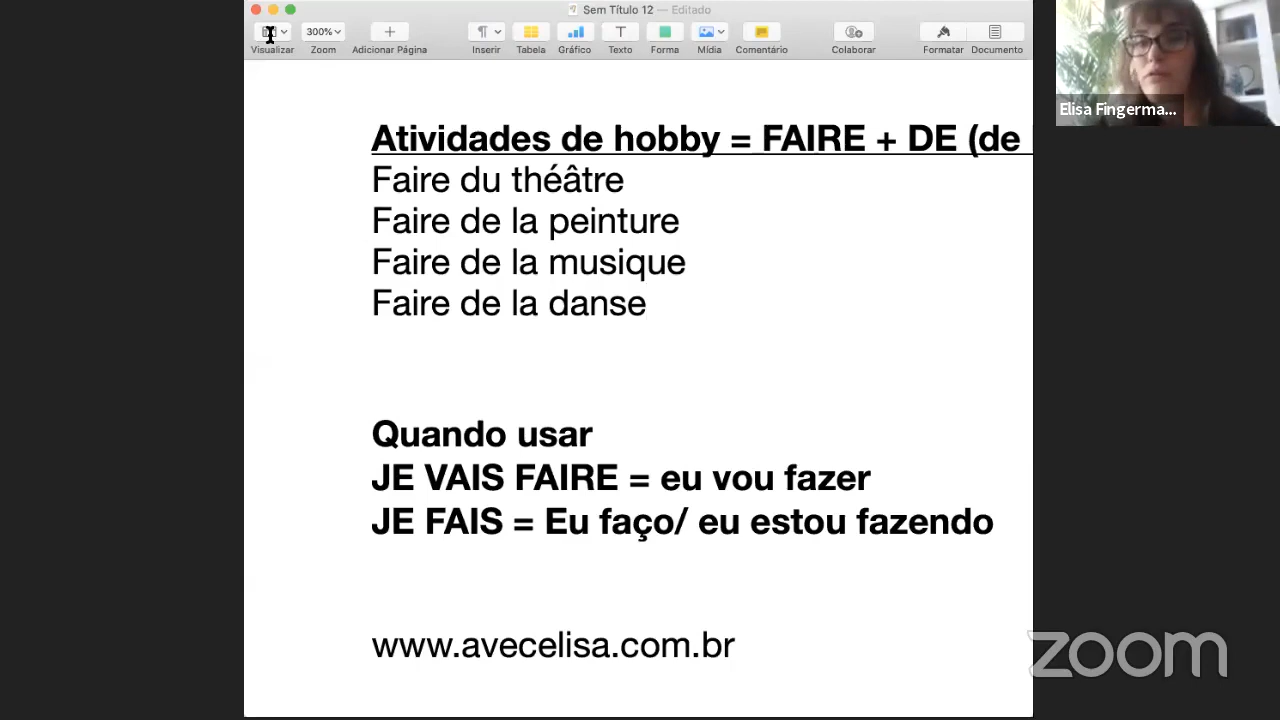 Sem Título 12 — Editado
300%
Visualizar Zoom Adicionar Página Inserir Tabela Gráfico Texto Forma Mídia Comentário Colaborar Formatar Documento
Elisa Fingerma...
Atividades de hobby = FAIRE + DE (de
Faire du théâtre
Faire de la peinture
Faire de la musique
Faire de la danse
Quando usar
JE VAIS FAIRE = eu vou fazer
JE FAIS = Eu faço/ eu estou fazendo
www.avecelisa.com.br
zoom